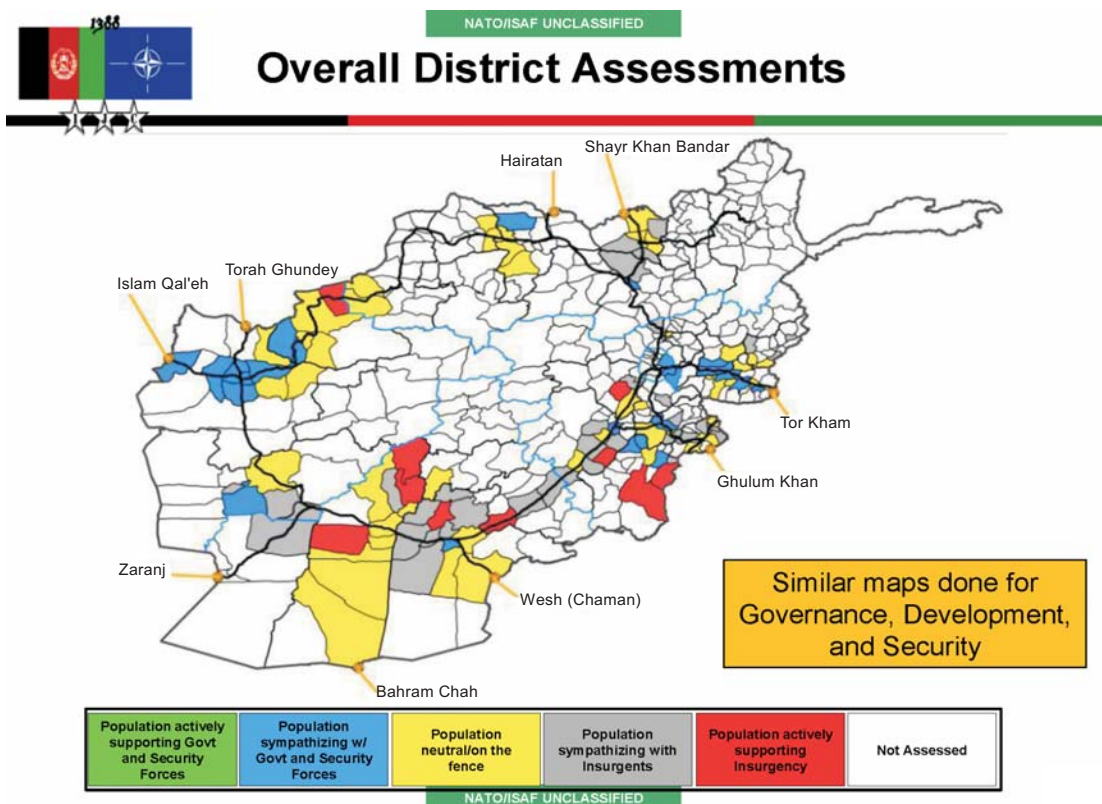 1388
NATO/ISAF UNCLASSIFIED
Overall District Assessments
I J C
Shayr Khan Bandar
Hairatan
Torah Ghundey
Islam Qal'eh
Tor Kham
Ghulum Khan
Zaranj
Wesh (Chaman)
Bahram Chah
Similar maps done for
Governance, Development,
and Security
Population actively
supporting Govt
and Security
Forces
Population
sympathizing w/
Govt and Security
Forces
Population
neutral/on the
fence
Population
sympathizing with
Insurgents
Population actively
supporting
Insurgency
Not Assessed
NATO/ISAF UNCLASSIFIED